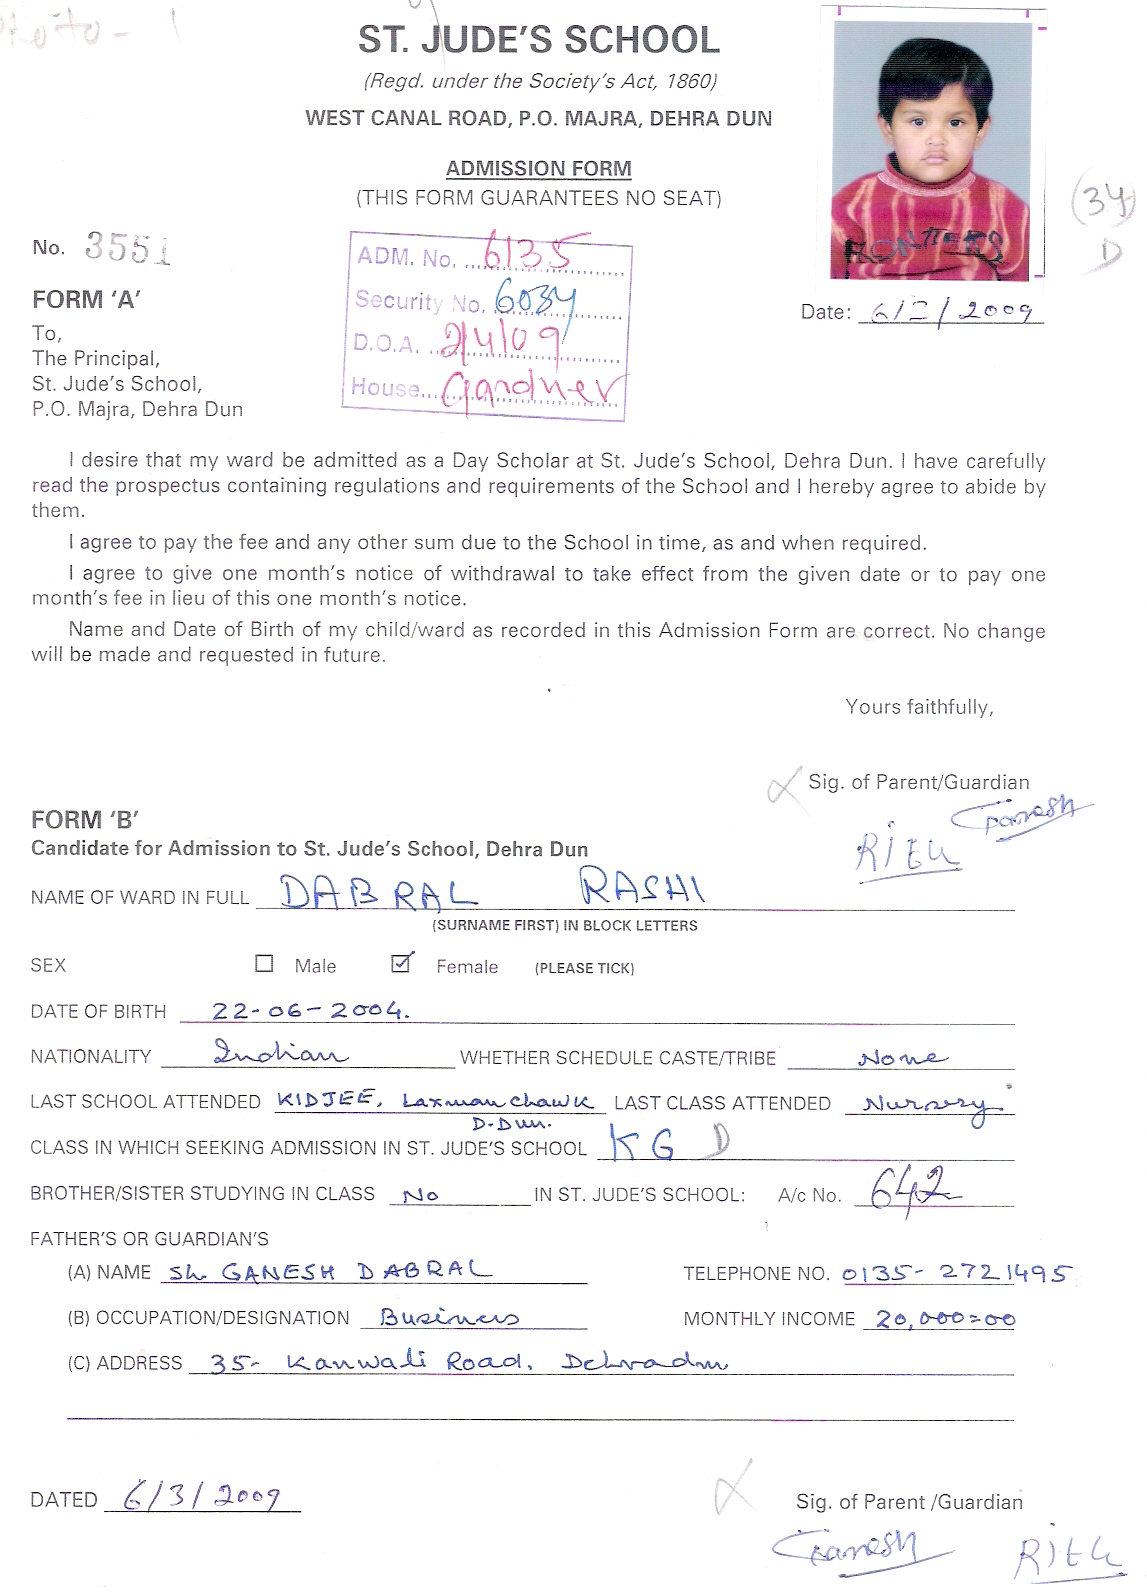 Photo - 1
ST. JUDE'S SCHOOL
(Regd. under the Society's Act, 1860)
WEST CANAL ROAD, P.O. MAJRA, DEHRA DUN
ADMISSION FORM
(THIS FORM GUARANTEES NO SEAT)
(34)
D
No. 3551
ADM. No. 6135
Security No. 6034
D.O.A. 2/4/09
House Gardner
FRONTIERS
Date: 6/3/2009
FORM 'A'
To,
The Principal,
St. Jude's School,
P.O. Majra, Dehra Dun
I desire that my ward be admitted as a Day Scholar at St. Jude's School, Dehra Dun. I have carefully
read the prospectus containing regulations and requirements of the School and I hereby agree to abide by
them.
I agree to pay the fee and any other sum due to the School in time, as and when required.
I agree to give one month's notice of withdrawal to take effect from the given date or to pay one
month's fee in lieu of this one month's notice.
Name and Date of Birth of my child/ward as recorded in this Admission Form are correct. No change
will be made and requested in future.
Yours faithfully,
Sig. of Parent/Guardian
Ganesh
Ritu
FORM 'B'
Candidate for Admission to St. Jude's School, Dehra Dun
NAME OF WARD IN FULL DABRAL RASHI
(SURNAME FIRST) IN BLOCK LETTERS
SEX Male Female (PLEASE TICK)
DATE OF BIRTH 22-06-2004.
NATIONALITY Indian WHETHER SCHEDULE CASTE/TRIBE None
LAST SCHOOL ATTENDED KIDJEE, Laxman chawk LAST CLASS ATTENDED Nursery
D.Dun.
CLASS IN WHICH SEEKING ADMISSION IN ST. JUDE'S SCHOOL KG D
BROTHER/SISTER STUDYING IN CLASS No IN ST. JUDE'S SCHOOL: A/c No. 642
FATHER'S OR GUARDIAN'S
(A) NAME Sh. GANESH DABRAL TELEPHONE NO. 0135-2721495
(B) OCCUPATION/DESIGNATION Business MONTHLY INCOME 20,000=00
(C) ADDRESS 35- Kanwali Road, Dehradun
DATED 6/3/2009
Sig. of Parent /Guardian
Ganesh Ritu